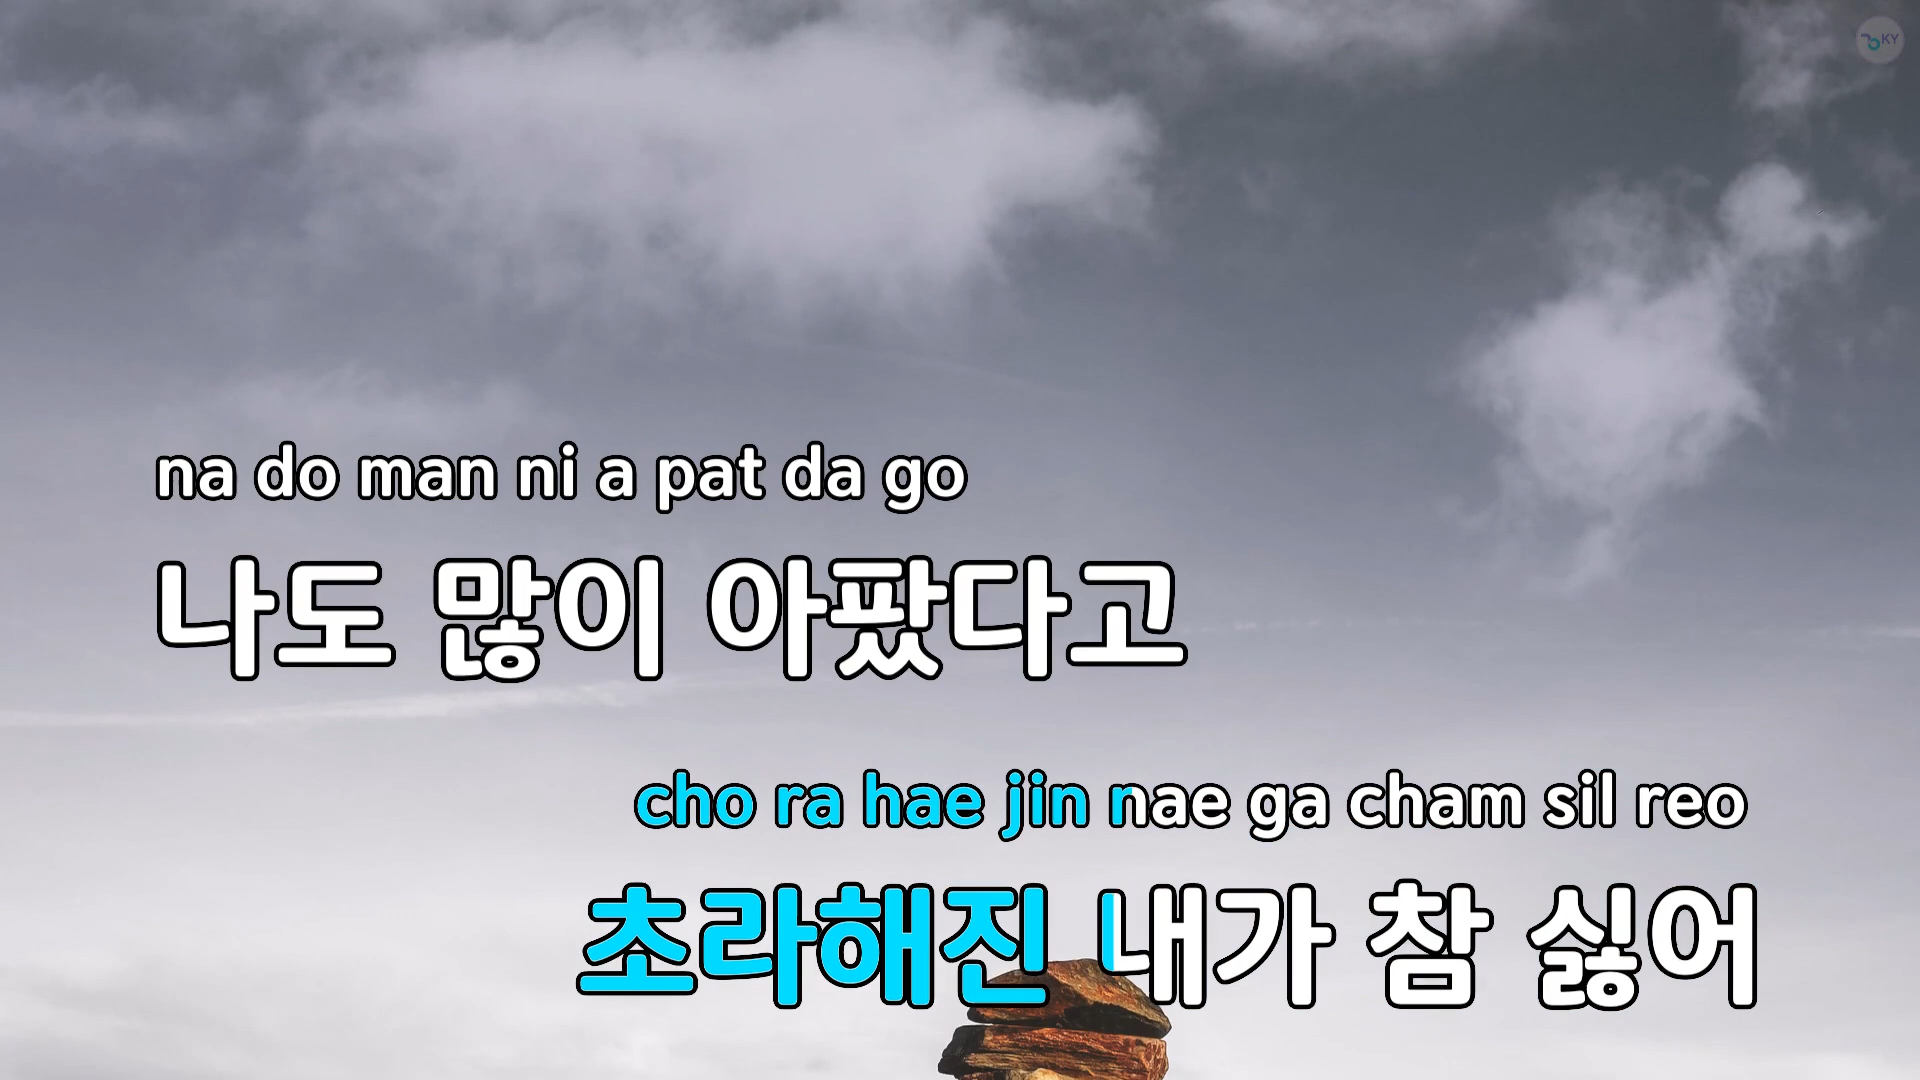 KY
na do man ni a pat da go
나도 많이 아팠다고
cho ra hae jin nae ga cham sil reo
초라해진 내가 참 싫어